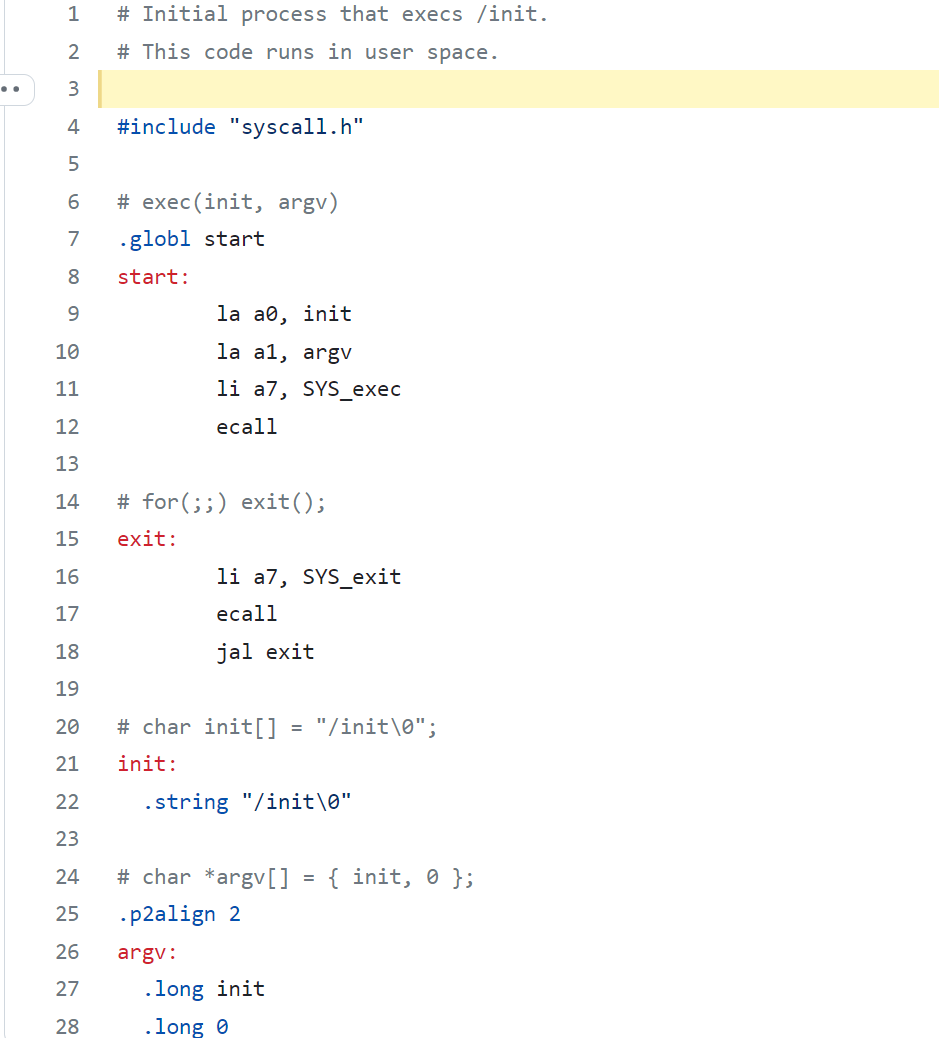 1 # Initial process that execs /init.
2 # This code runs in user space.
3
4 #include "syscall.h"
5
6 # exec(init, argv)
7 .globl start
8 start:
9         la a0, init
10         la a1, argv
11         li a7, SYS_exec
12         ecall
13
14 # for(;;) exit();
15 exit:
16         li a7, SYS_exit
17         ecall
18         jal exit
19
20 # char init[] = "/init\0";
21 init:
22   .string "/init\0"
23
24 # char *argv[] = { init, 0 };
25 .p2align 2
26 argv:
27   .long init
28   .long 0